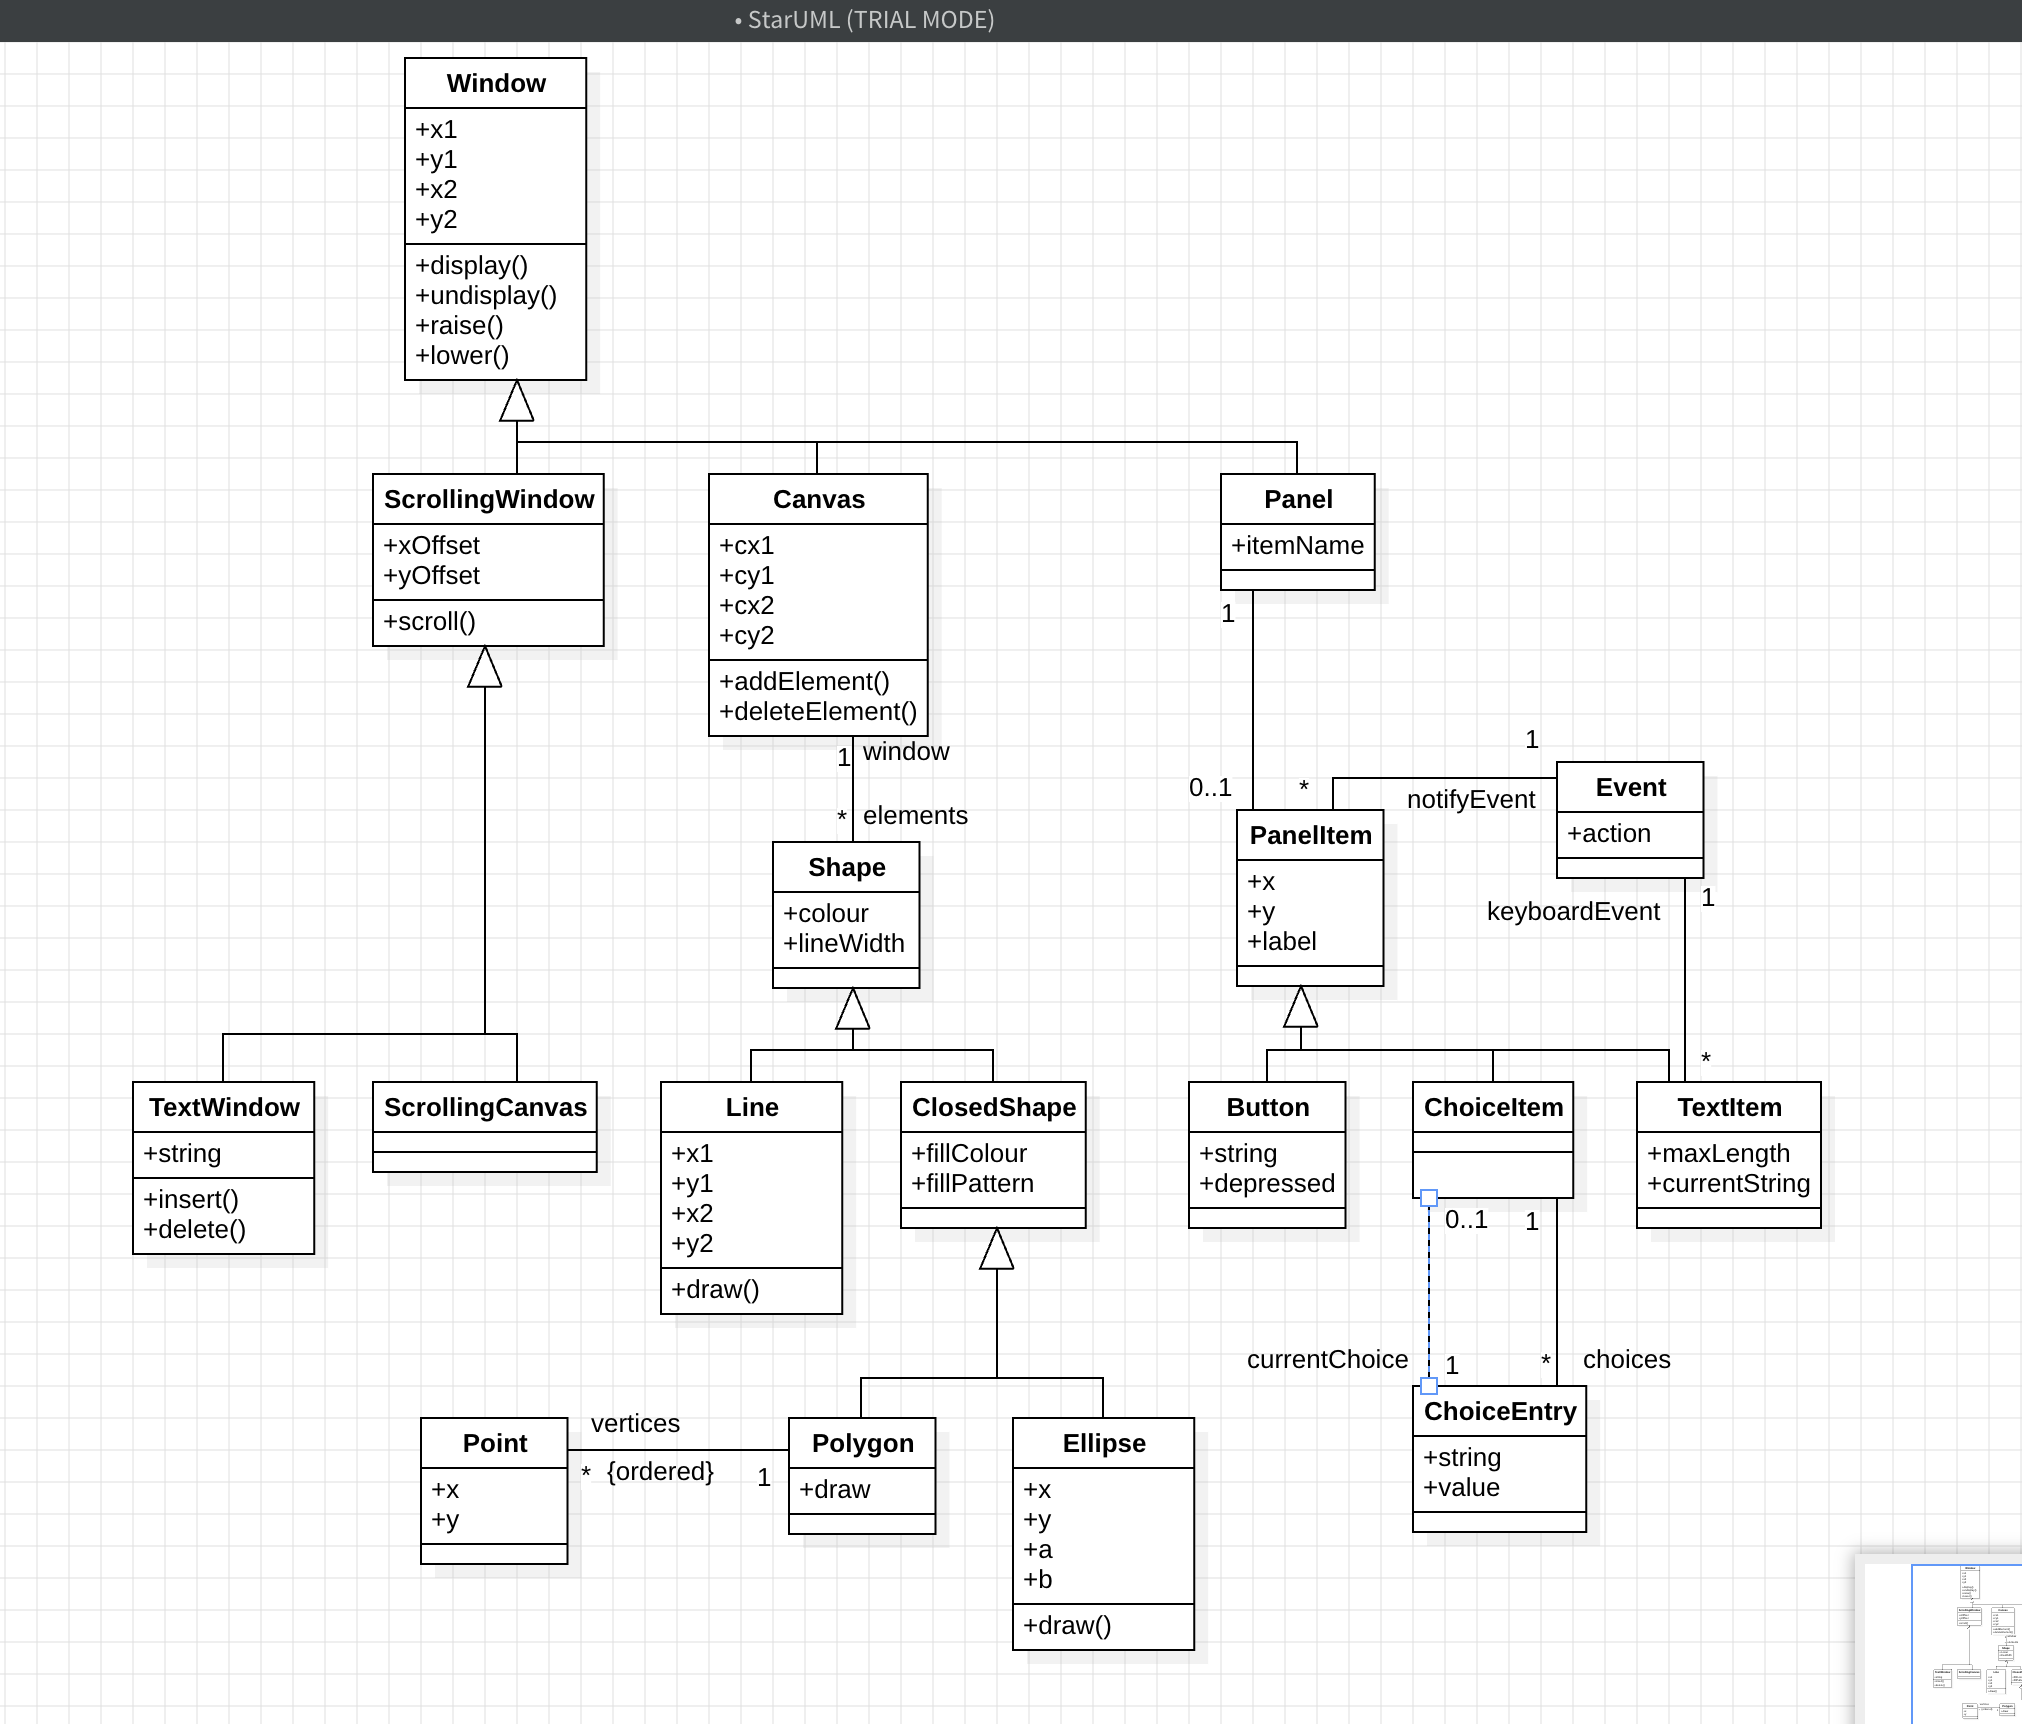 • StarUML (TRIAL MODE)
Window
+x1
+y1
+x2
+y2
+display()
+undisplay()
+raise()
+lower()
ScrollingWindow
+xOffset
+yOffset
+scroll()
Canvas
+cx1
+cy1
+cx2
+cy2
+addElement()
+deleteElement()
Panel
+itemName
1
1 window
* elements
0..1
*
1
notifyEvent
Event
+action
1
keyboardEvent
*
Shape
+colour
+lineWidth
PanelItem
+x
+y
+label
TextWindow
+string
+insert()
+delete()
ScrollingCanvas
Line
+x1
+y1
+x2
+y2
+draw()
ClosedShape
+fillColour
+fillPattern
Button
+string
+depressed
ChoiceItem
TextItem
+maxLength
+currentString
0..1
1
currentChoice
1
*
choices
Point
+x
+y
vertices
* {ordered}
1
Polygon
+draw
Ellipse
+x
+y
+a
+b
+draw()
ChoiceEntry
+string
+value